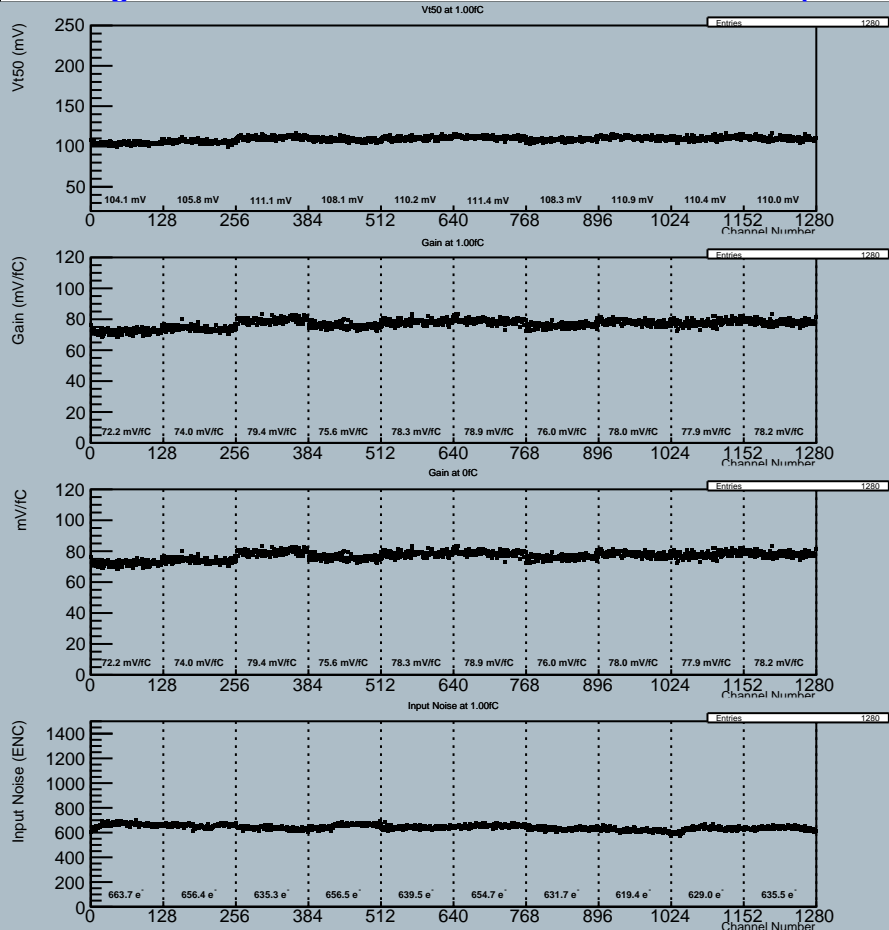 Vt50 at 1.00fC
Entries 1280
Vt50 (mV)
250
200
150
100
50
104.1 mV 105.8 mV 111.1 mV 108.1 mV 110.2 mV 111.4 mV 108.3 mV 110.9 mV 110.4 mV 110.0 mV
0 128 256 384 512 640 768 896 1024 1152 1280
Channel Number
Gain at 1.00fC
Entries 1280
Gain (mV/fC)
120
100
80
60
40
20
0
72.2 mV/fC 74.0 mV/fC 79.4 mV/fC 75.6 mV/fC 78.3 mV/fC 78.9 mV/fC 76.0 mV/fC 78.0 mV/fC 77.9 mV/fC 78.2 mV/fC
0 128 256 384 512 640 768 896 1024 1152 1280
Channel Number
Gain at 0fC
Entries 1280
mV/fC
120
100
80
60
40
20
0
72.2 mV/fC 74.0 mV/fC 79.4 mV/fC 75.6 mV/fC 78.3 mV/fC 78.9 mV/fC 76.0 mV/fC 78.0 mV/fC 77.9 mV/fC 78.2 mV/fC
0 128 256 384 512 640 768 896 1024 1152 1280
Channel Number
Input Noise at 1.00fC
Entries 1280
Input Noise (ENC)
1400
1200
1000
800
600
400
200
0
663.7 e⁻ 656.4 e⁻ 635.3 e⁻ 656.5 e⁻ 639.5 e⁻ 654.7 e⁻ 631.7 e⁻ 619.4 e⁻ 629.0 e⁻ 635.5 e⁻
0 128 256 384 512 640 768 896 1024 1152 1280
Channel Number